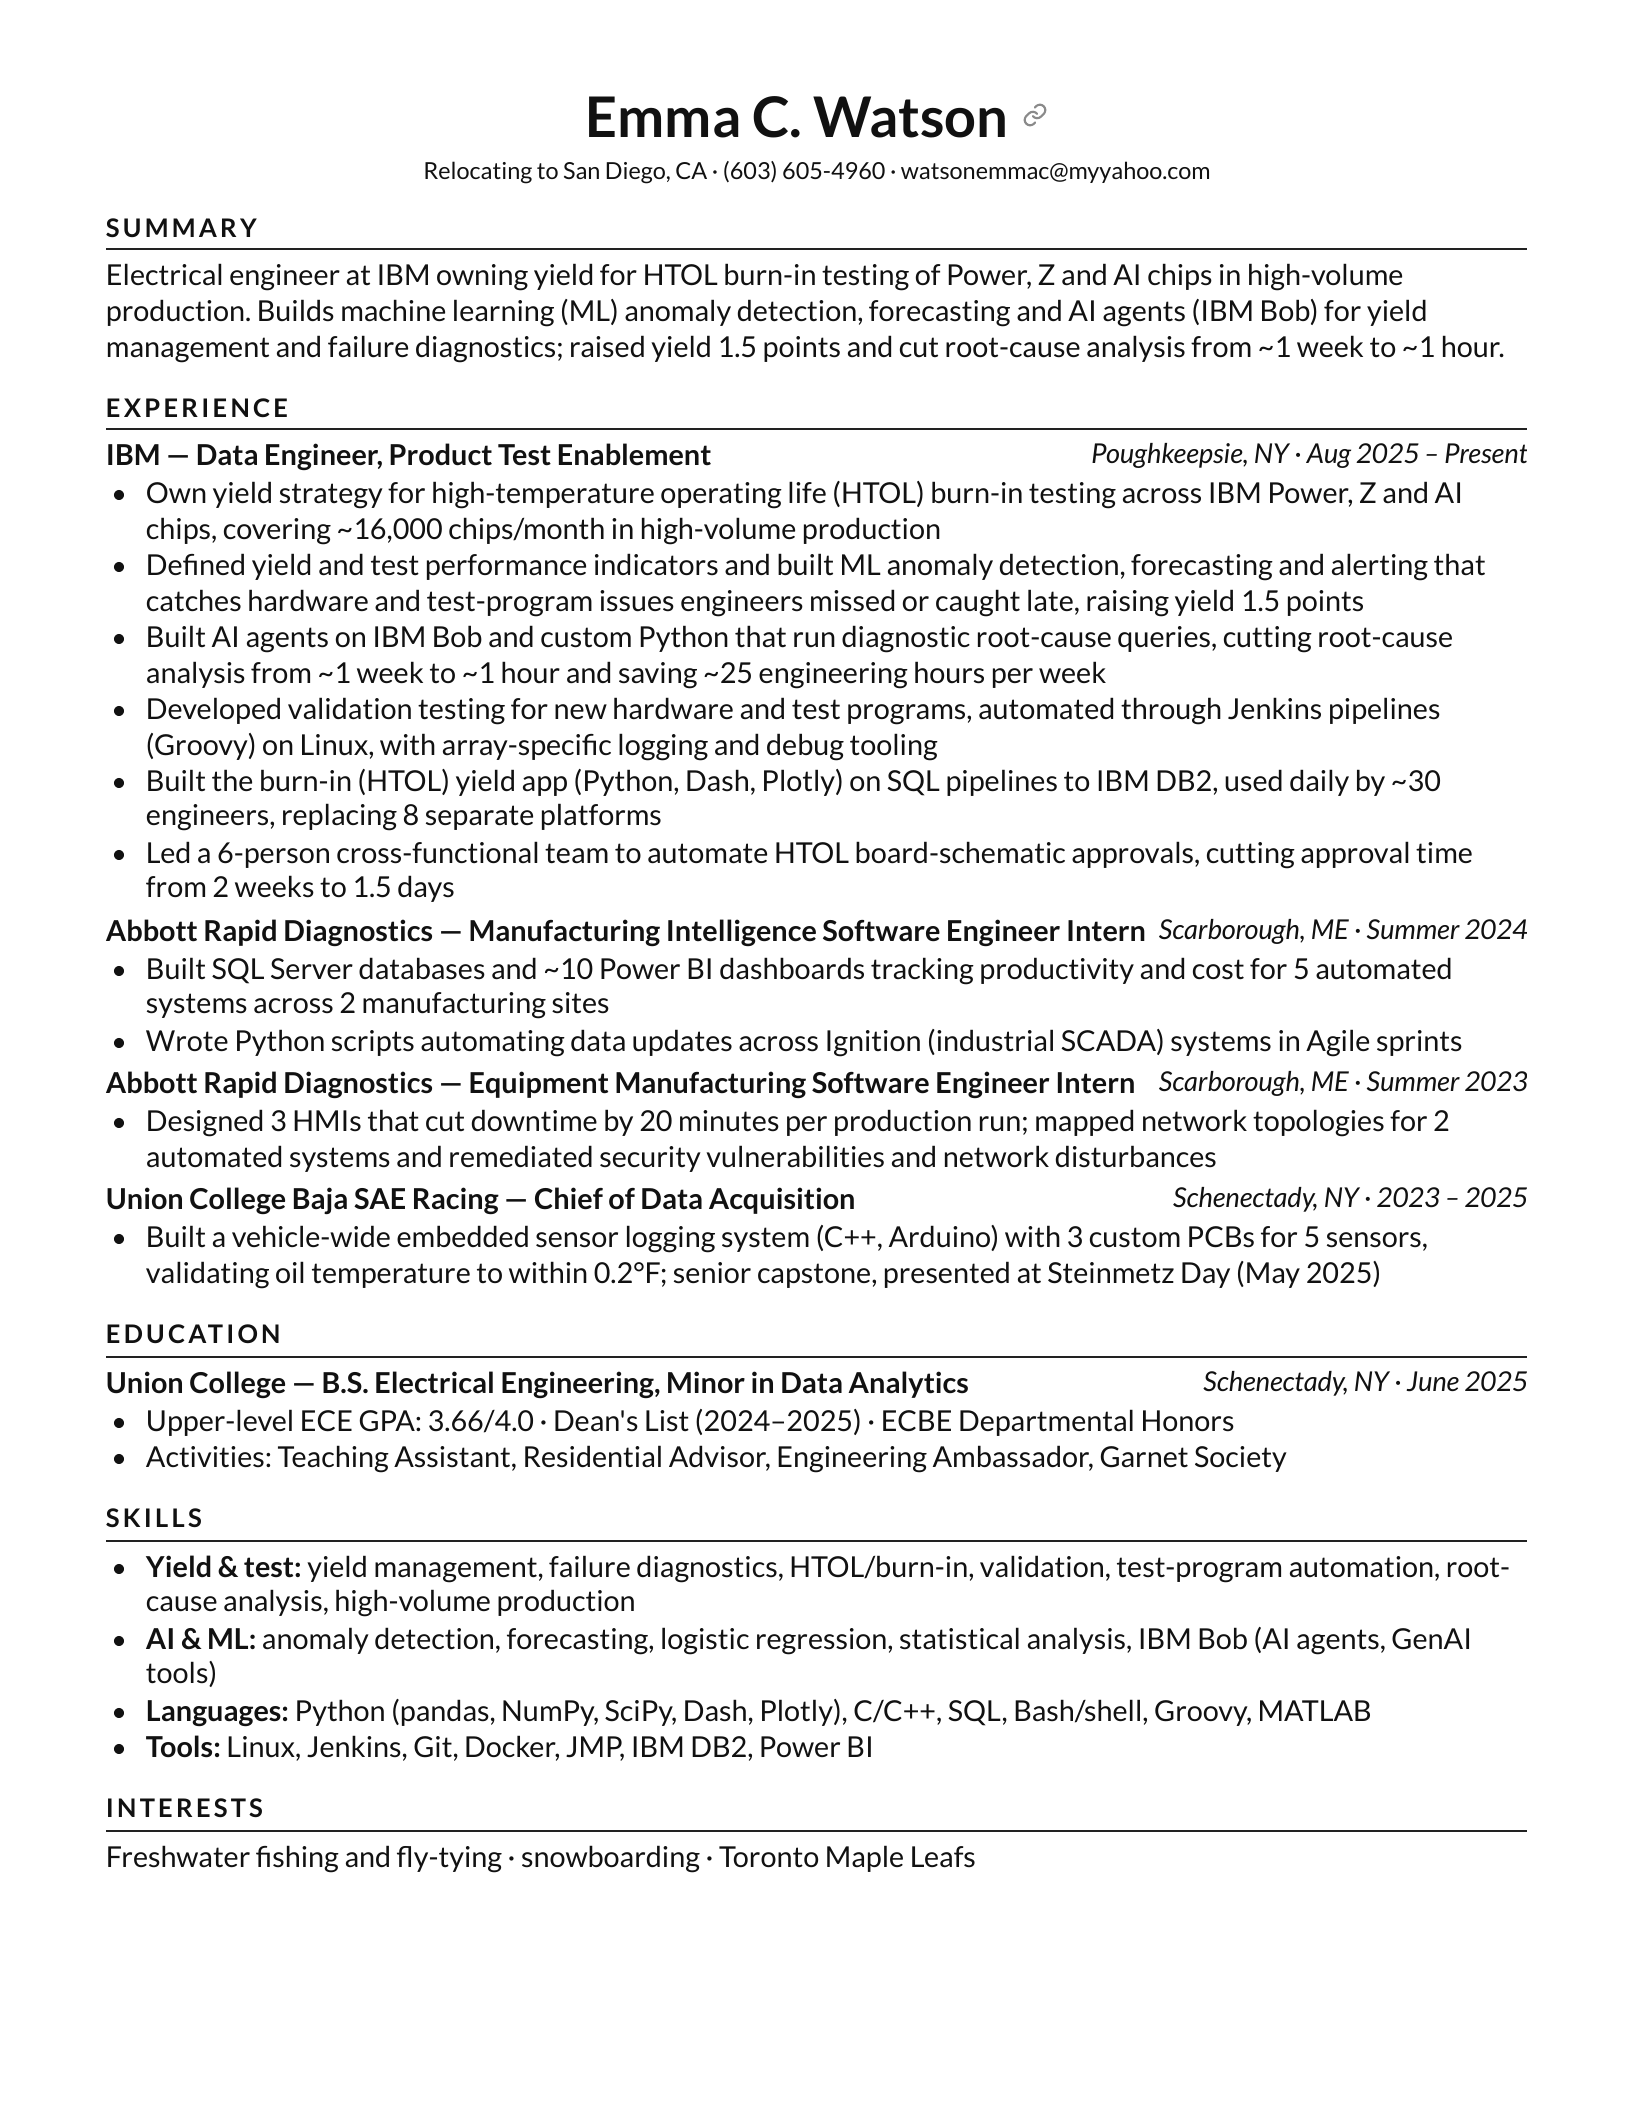 Emma C. Watson
Relocating to San Diego, CA · (603) 605-4960 · watsonemmac@myyahoo.com
SUMMARY
Electrical engineer at IBM owning yield for HTOL burn-in testing of Power, Z and AI chips in high-volume
production. Builds machine learning (ML) anomaly detection, forecasting and AI agents (IBM Bob) for yield
management and failure diagnostics; raised yield 1.5 points and cut root-cause analysis from ~1 week to ~1 hour.
EXPERIENCE
IBM — Data Engineer, Product Test Enablement Poughkeepsie, NY · Aug 2025 – Present
• Own yield strategy for high-temperature operating life (HTOL) burn-in testing across IBM Power, Z and AI
chips, covering ~16,000 chips/month in high-volume production
• Defined yield and test performance indicators and built ML anomaly detection, forecasting and alerting that
catches hardware and test-program issues engineers missed or caught late, raising yield 1.5 points
• Built AI agents on IBM Bob and custom Python that run diagnostic root-cause queries, cutting root-cause
analysis from ~1 week to ~1 hour and saving ~25 engineering hours per week
• Developed validation testing for new hardware and test programs, automated through Jenkins pipelines
(Groovy) on Linux, with array-specific logging and debug tooling
• Built the burn-in (HTOL) yield app (Python, Dash, Plotly) on SQL pipelines to IBM DB2, used daily by ~30
engineers, replacing 8 separate platforms
• Led a 6-person cross-functional team to automate HTOL board-schematic approvals, cutting approval time
from 2 weeks to 1.5 days
Abbott Rapid Diagnostics — Manufacturing Intelligence Software Engineer Intern Scarborough, ME · Summer 2024
• Built SQL Server databases and ~10 Power BI dashboards tracking productivity and cost for 5 automated
systems across 2 manufacturing sites
• Wrote Python scripts automating data updates across Ignition (industrial SCADA) systems in Agile sprints
Abbott Rapid Diagnostics — Equipment Manufacturing Software Engineer Intern Scarborough, ME · Summer 2023
• Designed 3 HMIs that cut downtime by 20 minutes per production run; mapped network topologies for 2
automated systems and remediated security vulnerabilities and network disturbances
Union College Baja SAE Racing — Chief of Data Acquisition Schenectady, NY · 2023 – 2025
• Built a vehicle-wide embedded sensor logging system (C++, Arduino) with 3 custom PCBs for 5 sensors,
validating oil temperature to within 0.2°F; senior capstone, presented at Steinmetz Day (May 2025)
EDUCATION
Union College — B.S. Electrical Engineering, Minor in Data Analytics Schenectady, NY · June 2025
• Upper-level ECE GPA: 3.66/4.0 · Dean's List (2024–2025) · ECBE Departmental Honors
• Activities: Teaching Assistant, Residential Advisor, Engineering Ambassador, Garnet Society
SKILLS
• Yield & test: yield management, failure diagnostics, HTOL/burn-in, validation, test-program automation, root-
cause analysis, high-volume production
• AI & ML: anomaly detection, forecasting, logistic regression, statistical analysis, IBM Bob (AI agents, GenAI
tools)
• Languages: Python (pandas, NumPy, SciPy, Dash, Plotly), C/C++, SQL, Bash/shell, Groovy, MATLAB
• Tools: Linux, Jenkins, Git, Docker, JMP, IBM DB2, Power BI
INTERESTS
Freshwater fishing and fly-tying · snowboarding · Toronto Maple Leafs